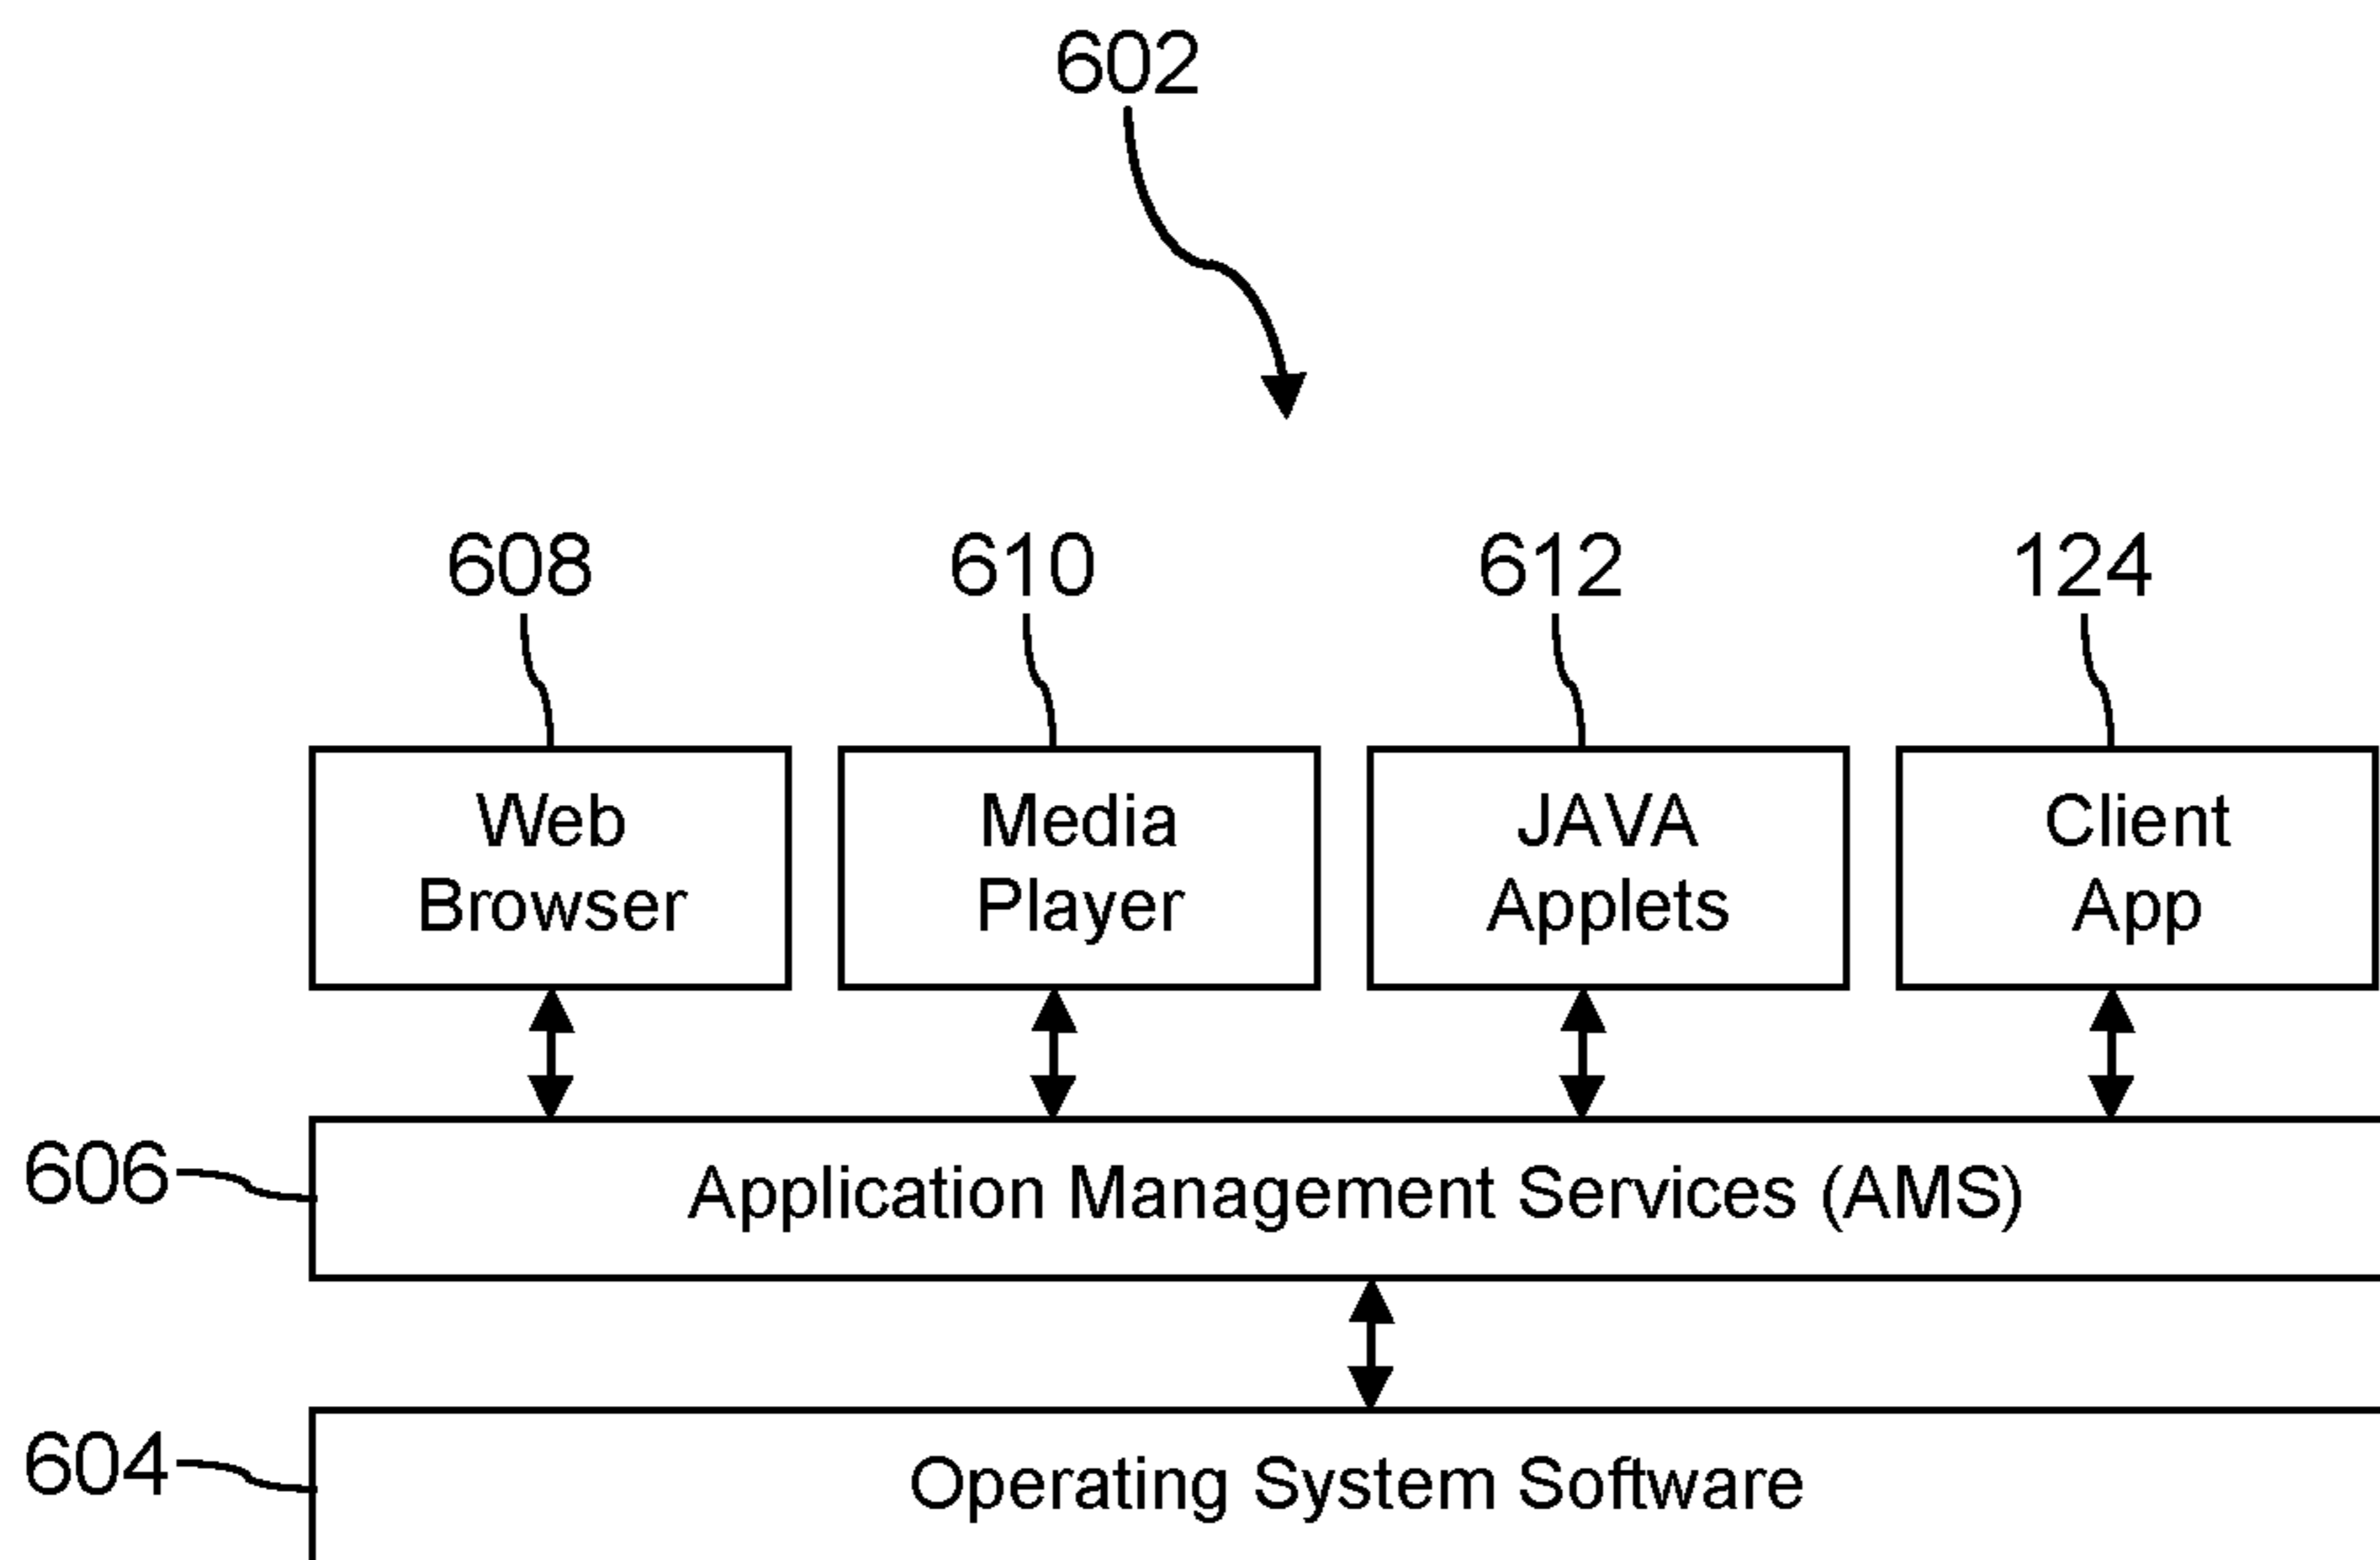 602
608
610
612
124
Web
Browser
Media
Player
JAVA
Applets
Client
App
606
Application Management Services (AMS)
604
Operating System Software